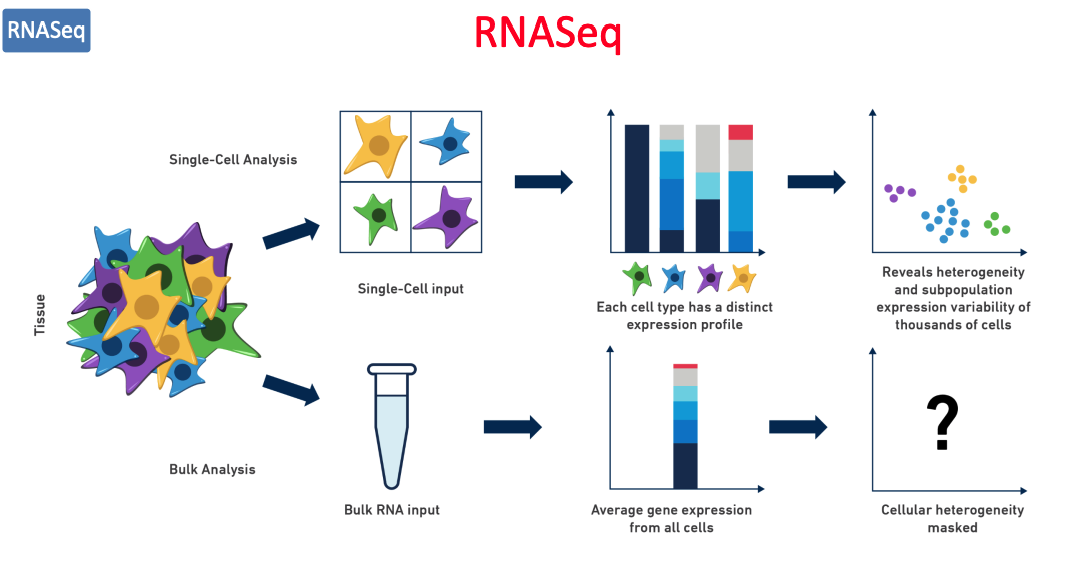 RNASeq
RNASeq
Single-Cell Analysis
Single-Cell input
Each cell type has a distinct
expression profile
Reveals heterogeneity
and subpopulation
expression variability of
thousands of cells
Tissue
Bulk Analysis
Bulk RNA input
Average gene expression
from all cells
?
Cellular heterogeneity
masked